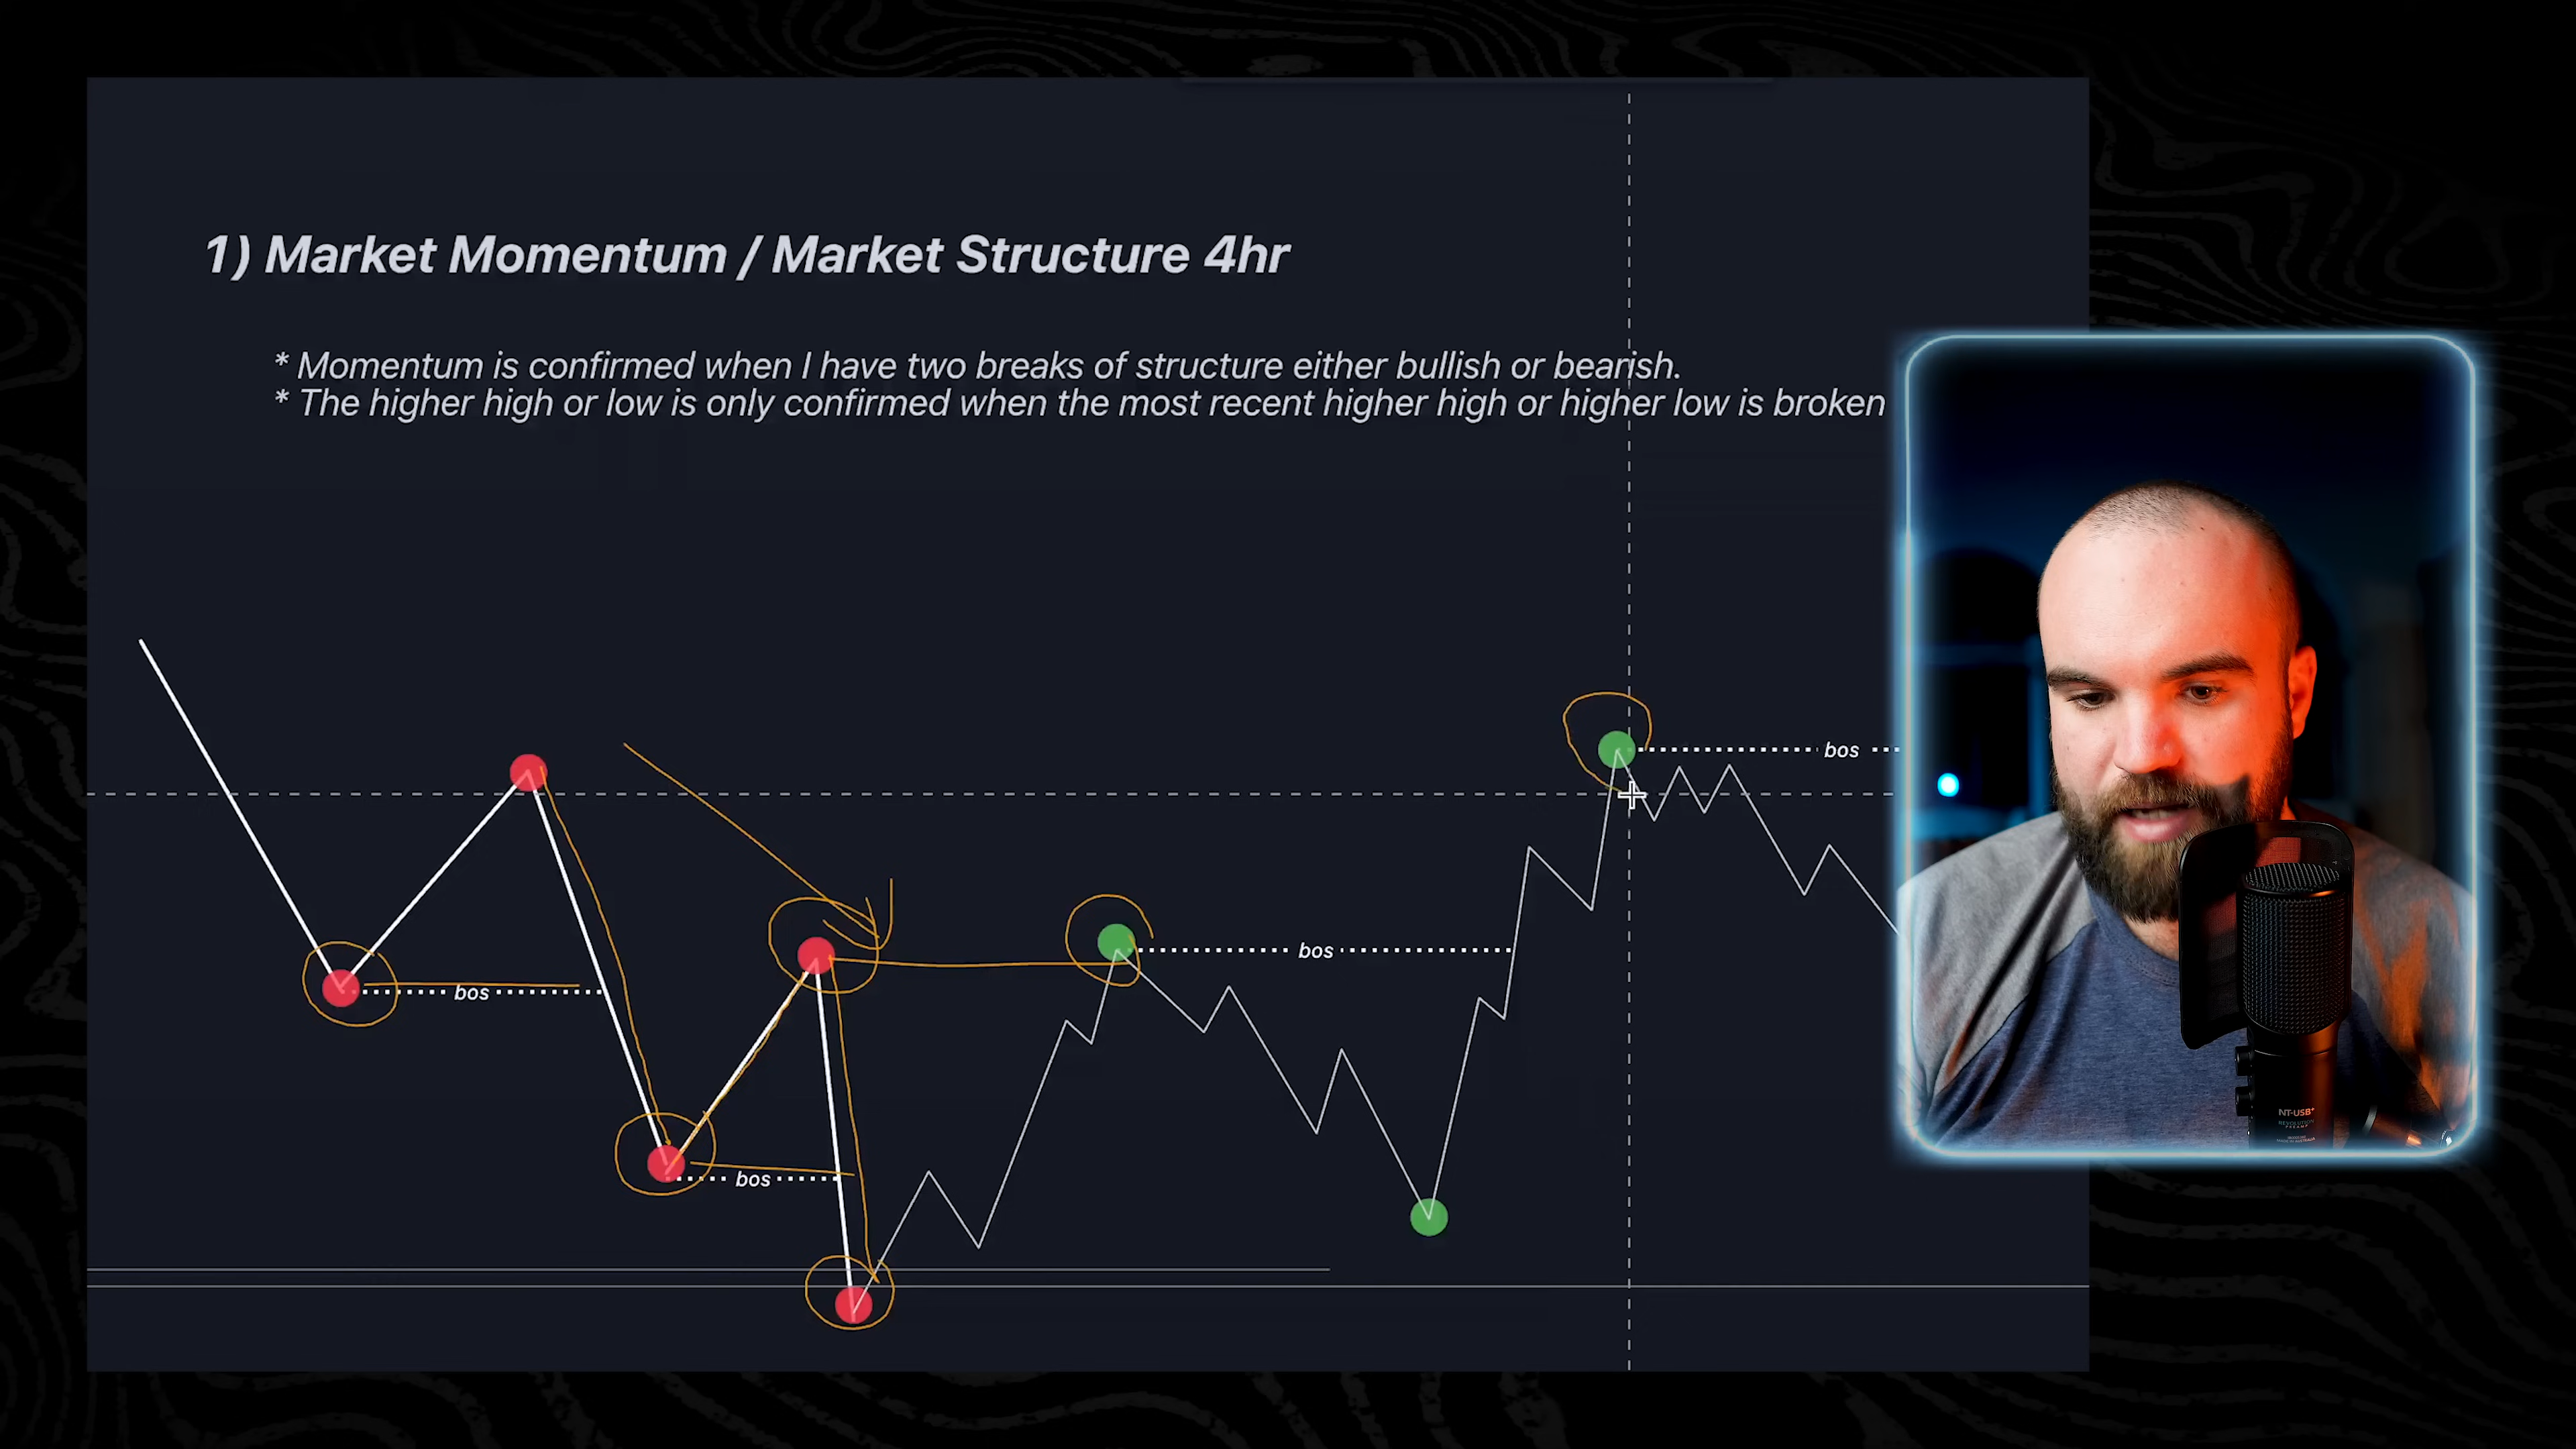 1) Market Momentum / Market Structure 4hr
* Momentum is confirmed when I have two breaks of structure either bullish or bearish.
* The higher high or low is only confirmed when the most recent higher high or higher low is broken
bos
bos
bos
bos
NT-USB+